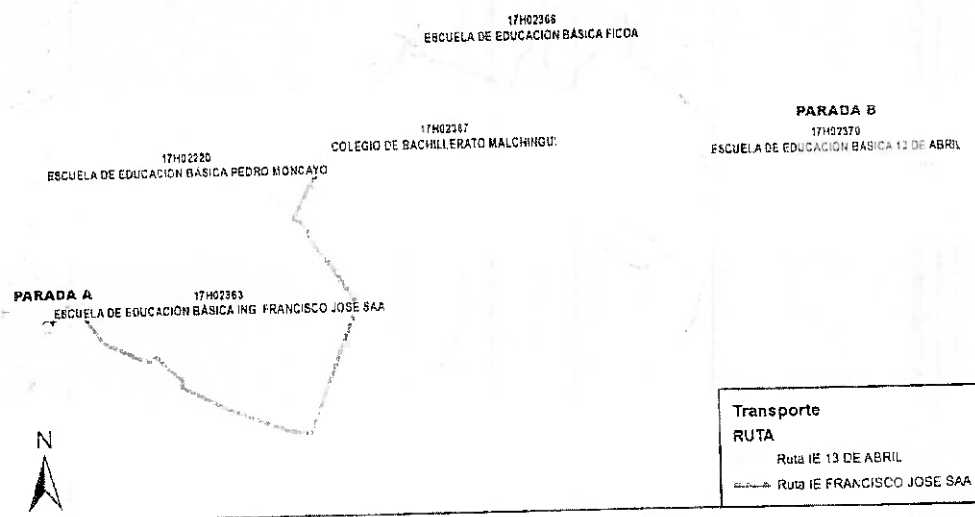 17H02366
ESCUELA DE EDUCACIÓN BÁSICA FICOA
PARADA B
17H02370
ESCUELA DE EDUCACIÓN BÁSICA 13 DE ABRIL
17H02367
COLEGIO DE BACHILLERATO MALCHINGUI
17H02220
ESCUELA DE EDUCACIÓN BÁSICA PEDRO MONCAYO
PARADA A
17H02363
ESCUELA DE EDUCACIÓN BÁSICA ING FRANCISCO JOSE SAA
N
Transporte
RUTA
Ruta IE 13 DE ABRIL
Ruta IE FRANCISCO JOSE SAA